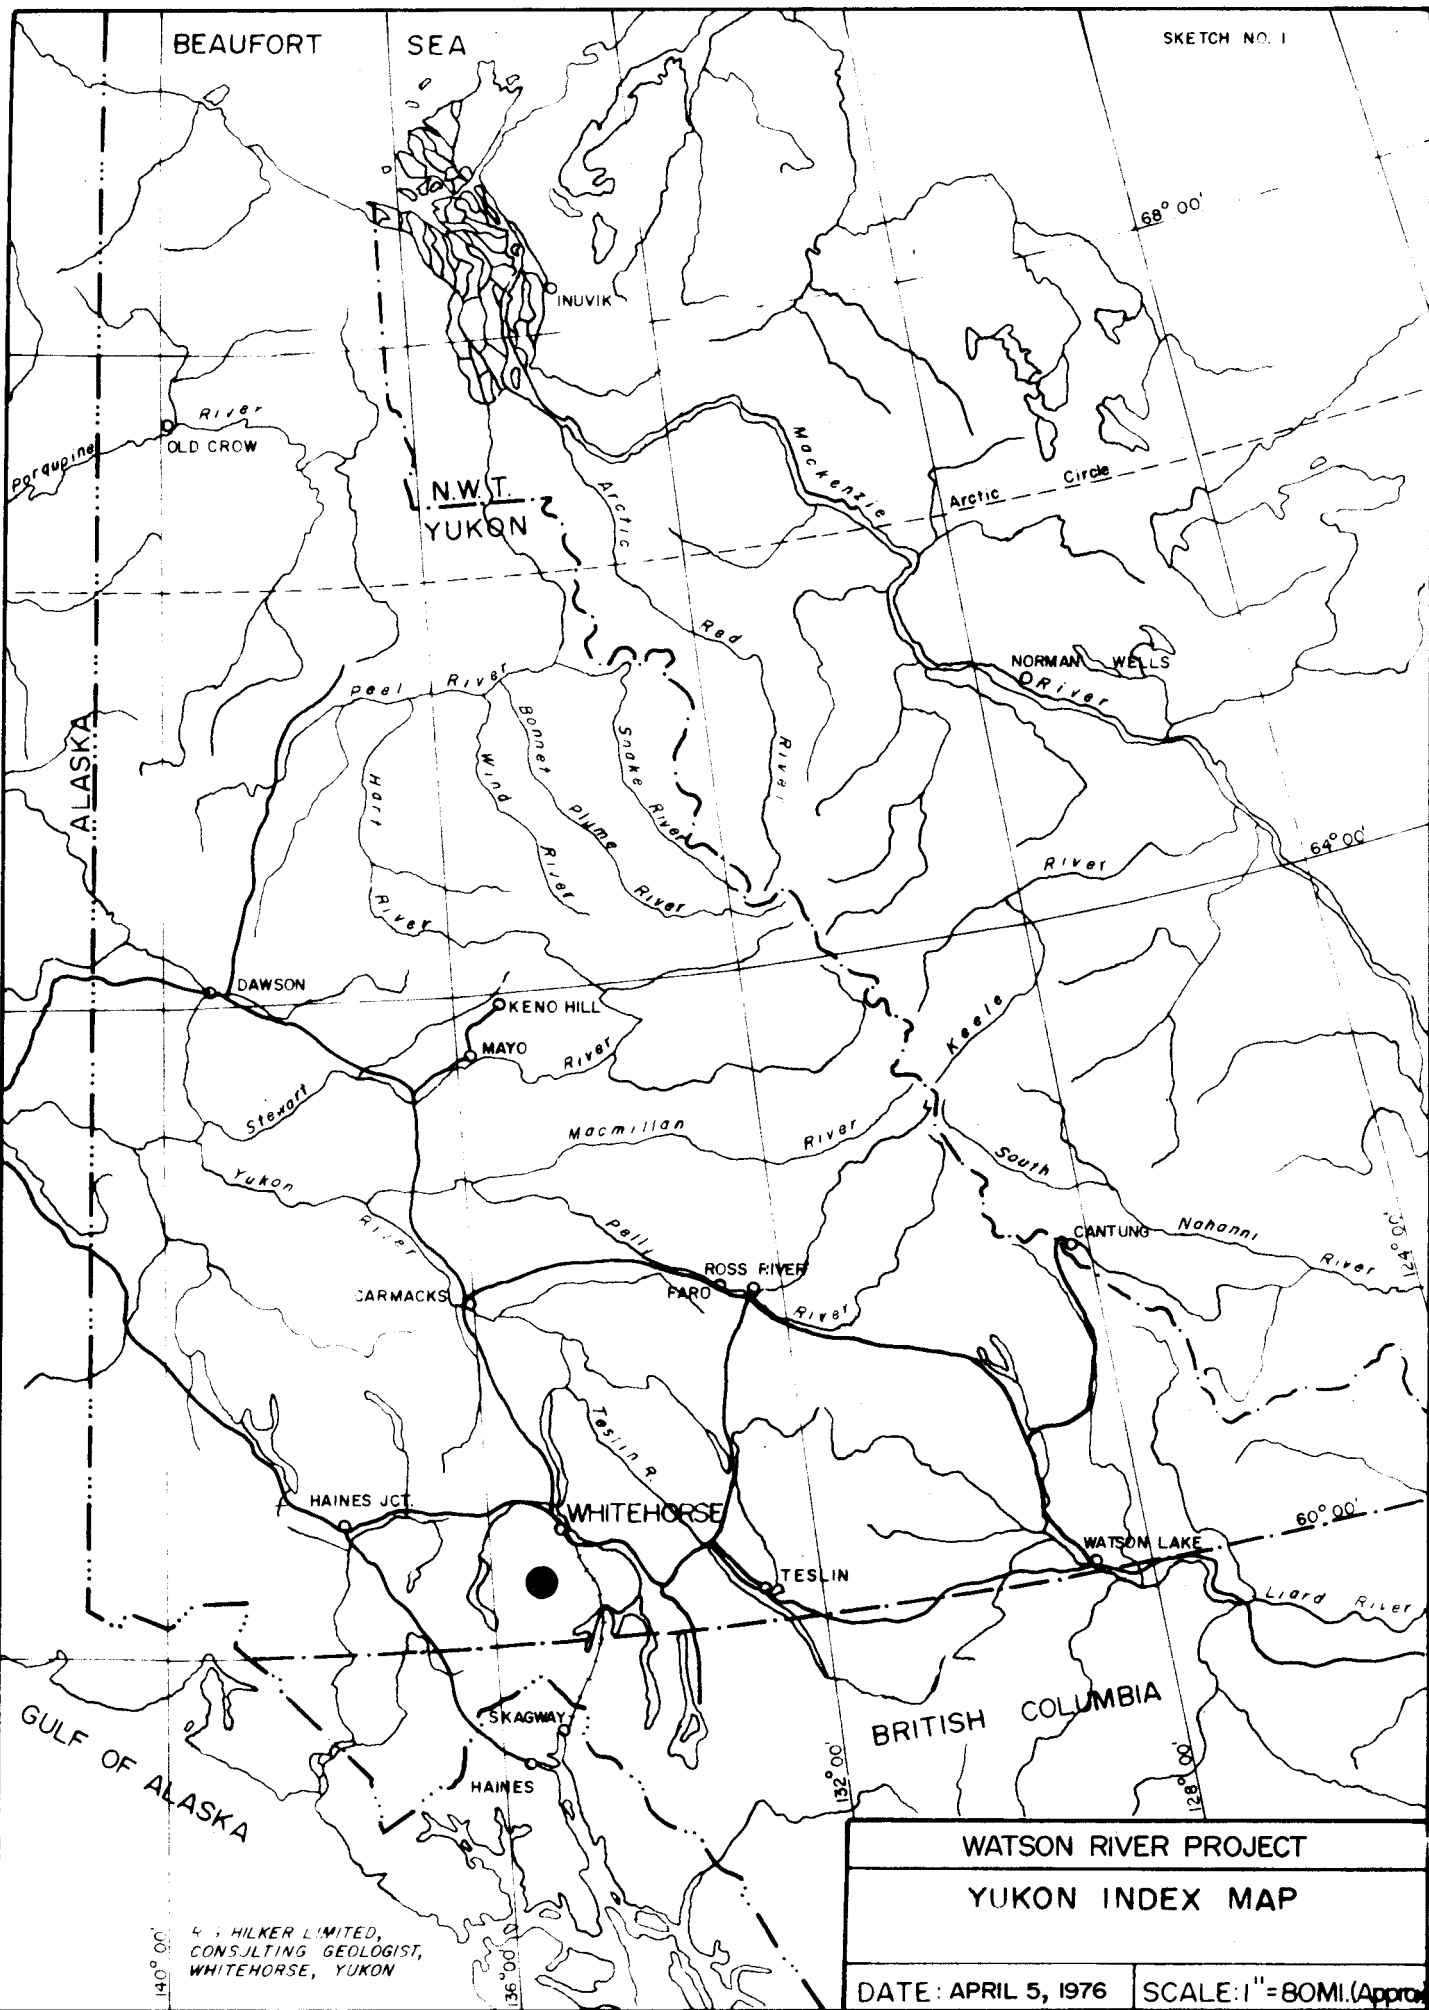 BEAUFORT SEA
SKETCH NO. 1
68° 00'
INUVIK
River
OLD CROW
Porqupine
N.W.T.
YUKON
Mackenzie
Arctic
Arctic Circle
Red
River
NORMAN WELLS
River
Peel River
ALASKA
Hart
River
Wind
River
Bonnet
Plume
River
Snake River
64° 00'
River
Keele
DAWSON
KENO HILL
MAYO
River
Stewart
Macmillan
River
South
Nahanni
River
Yukon
River
Pelly
River
CANTUNG
124° 00'
ROSS RIVER
FARO
CARMACKS
Teslin R.
HAINES JCT.
WHITEHORSE
60° 00'
WATSON LAKE
TESLIN
Liard River
BRITISH COLUMBIA
GULF OF ALASKA
SKAGWAY
HAINES
132° 00'
128° 00'
140° 00'
136° 00'
HILKER LIMITED,
CONSULTING GEOLOGIST,
WHITEHORSE, YUKON
WATSON RIVER PROJECT
YUKON INDEX MAP
DATE: APRIL 5, 1976
SCALE: 1" = 80MI. (Approx